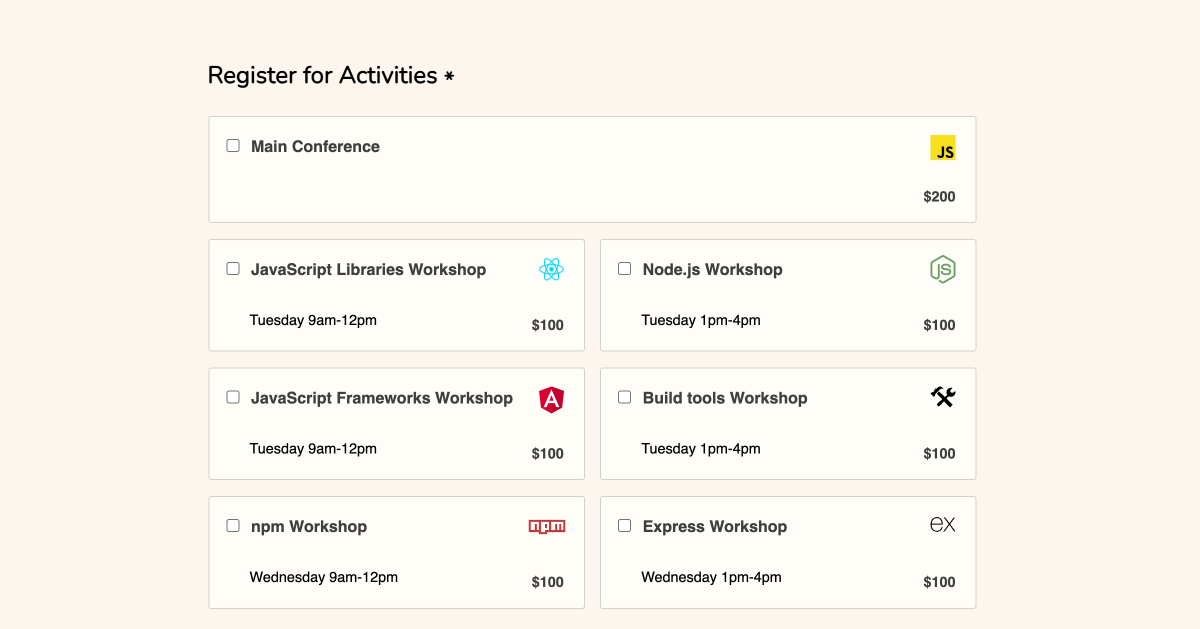 Register for Activities *
Main Conference
JS
$200
JavaScript Libraries Workshop
Tuesday 9am-12pm
$100
Node.js Workshop
JS
Tuesday 1pm-4pm
$100
JavaScript Frameworks Workshop
A
Tuesday 9am-12pm
$100
Build tools Workshop
Tuesday 1pm-4pm
$100
npm Workshop
npm
Wednesday 9am-12pm
$100
Express Workshop
ex
Wednesday 1pm-4pm
$100